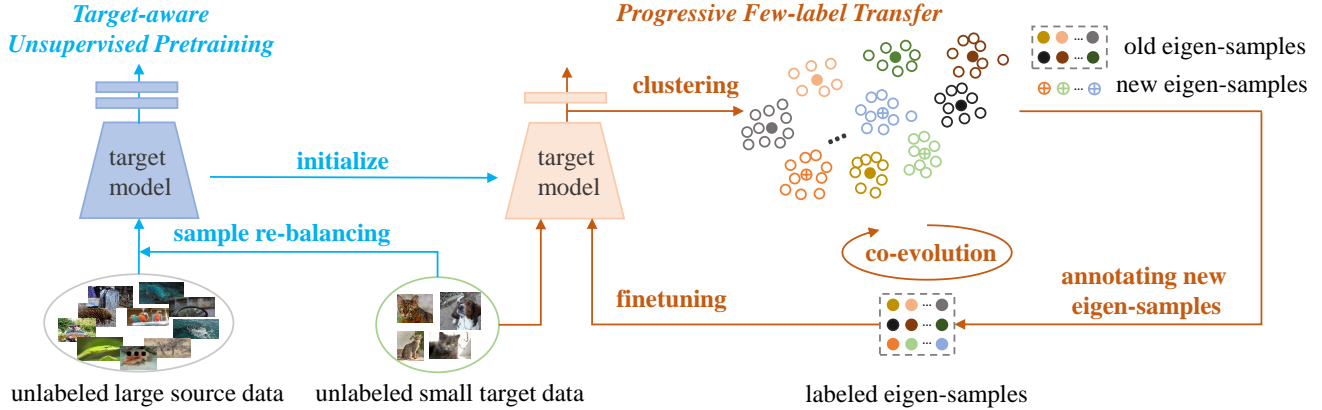 Target-aware
Unsupervised Pretraining
Progressive Few-label Transfer
old eigen-samples
new eigen-samples
clustering
target
model
initialize
target
model
sample re-balancing
co-evolution
finetuning
annotating new
eigen-samples
unlabeled large source data
unlabeled small target data
labeled eigen-samples